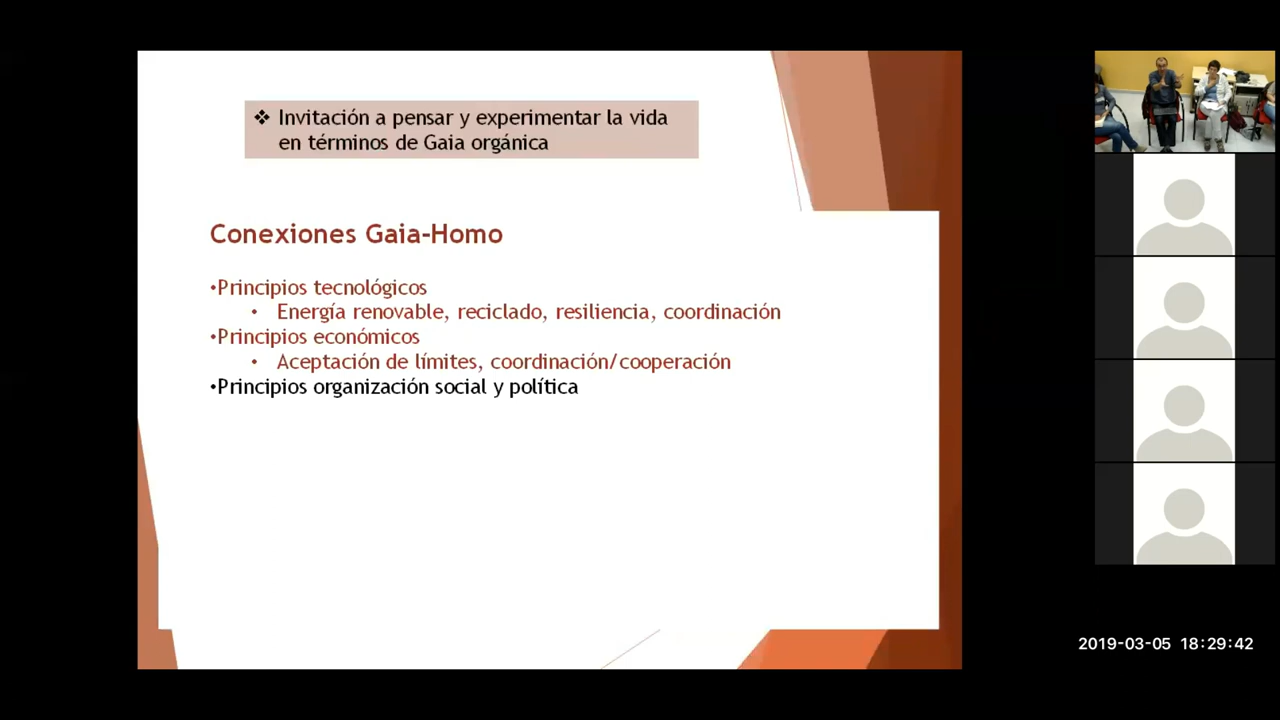 ❖ Invitación a pensar y experimentar la vida
en términos de Gaia orgánica
Conexiones Gaia-Homo
•Principios tecnológicos
• Energía renovable, reciclado, resiliencia, coordinación
•Principios económicos
• Aceptación de límites, coordinación/cooperación
•Principios organización social y política
2019-03-05 18:29:42